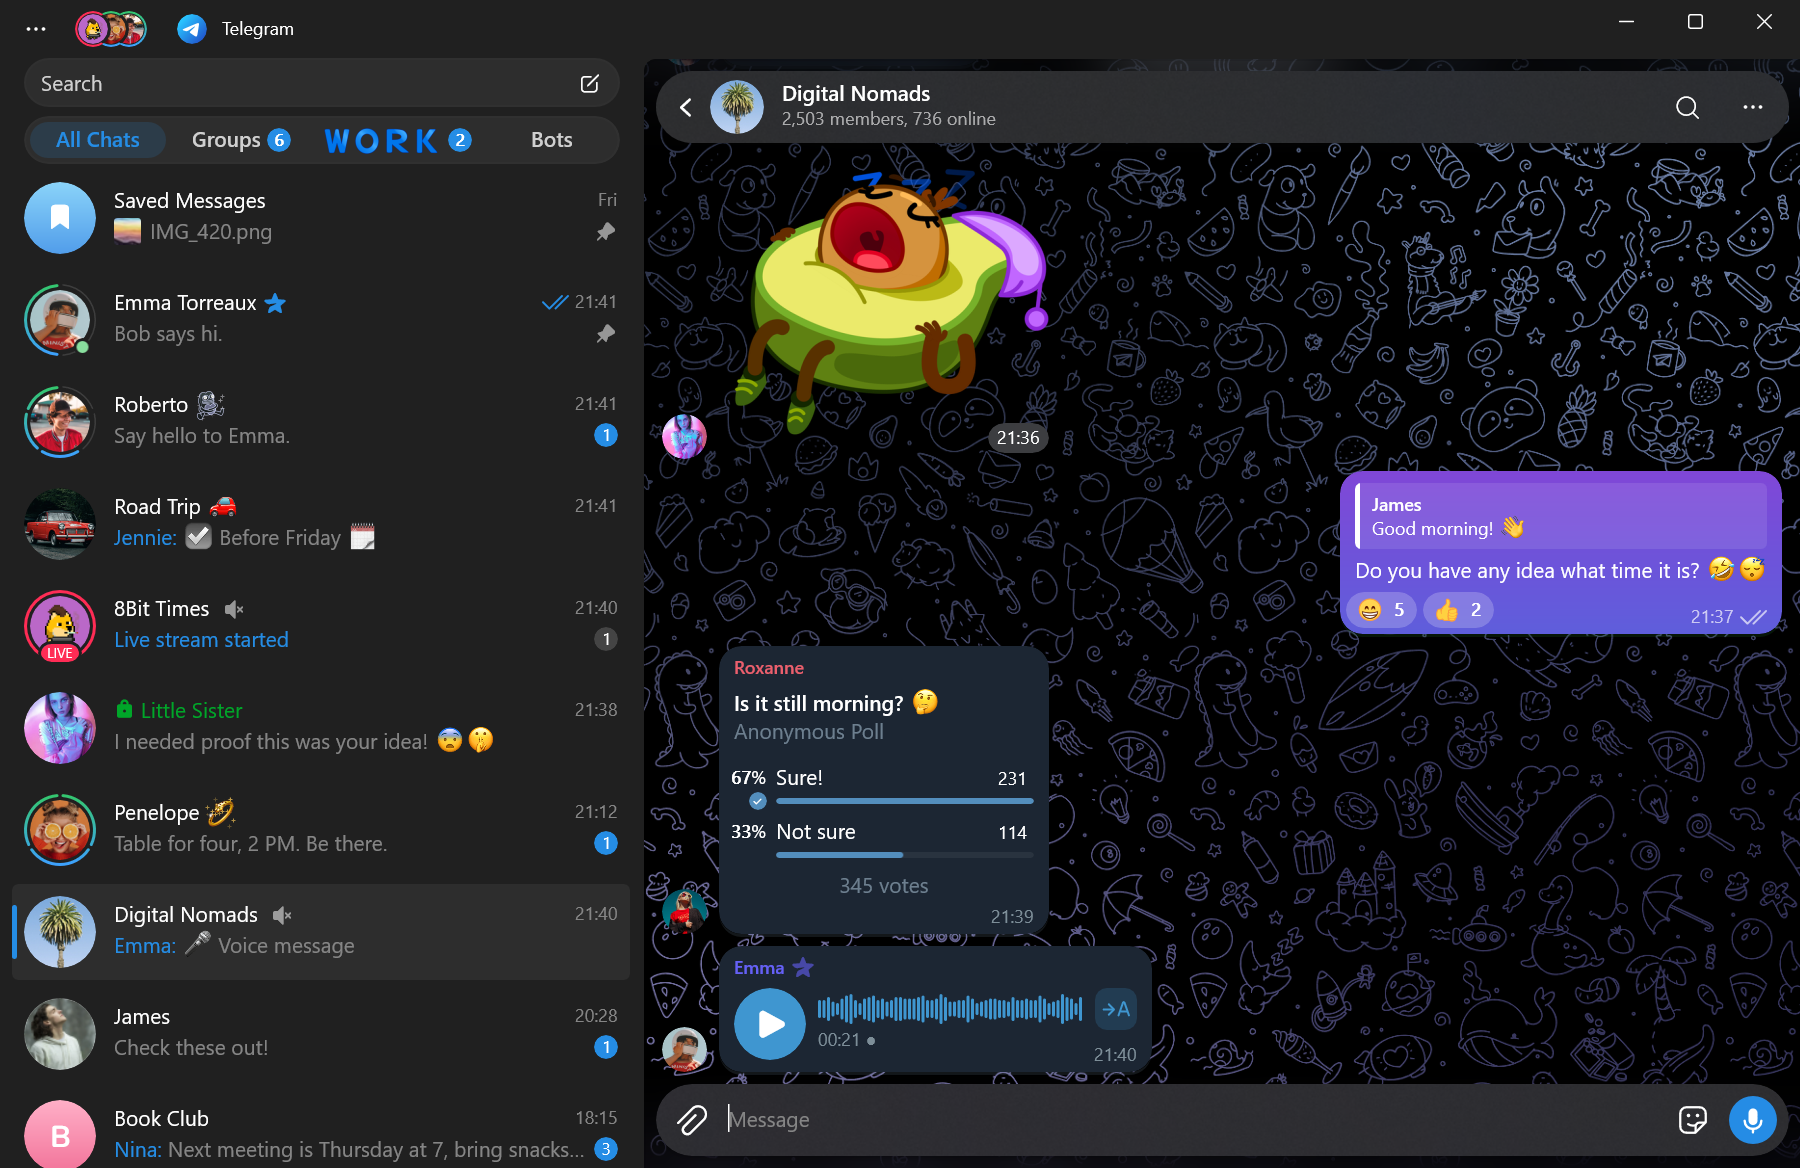 Telegram
Search
All Chats
Groups 6
WORK 2
Bots
Saved Messages
Fri
IMG_420.png
Emma Torreaux
21:41
Bob says hi.
Roberto
21:41
Say hello to Emma.
1
Road Trip 🚗
21:41
Jennie: ☑️ Before Friday 🗓️
8Bit Times
21:40
LIVE
Live stream started
1
Little Sister
21:38
I needed proof this was your idea! 😨🤫
Penelope
21:12
Table for four, 2 PM. Be there.
1
Digital Nomads
21:40
Emma: 🎤 Voice message
James
20:28
Check these out!
1
B
Book Club
18:15
Nina: Next meeting is Thursday at 7, bring snacks...
3
Digital Nomads
2,503 members, 736 online
zzz
21:36
James
Good morning! 👋
Do you have any idea what time it is? 🤣😴
😁 5
👍 2
21:37
Roxanne
Is it still morning? 🤔
Anonymous Poll
67% Sure! 231
33% Not sure 114
345 votes
21:39
Emma
→A
00:21
21:40
Message